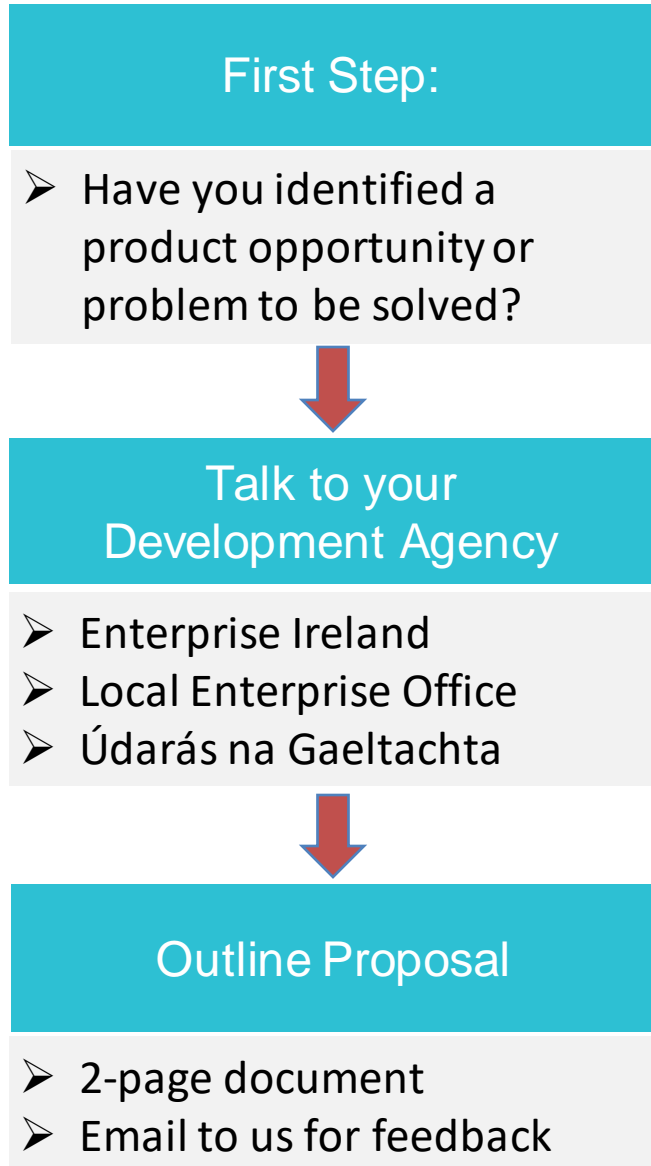 First Step:
➢ Have you identified a
product opportunity or
problem to be solved?
Talk to your
Development Agency
➢ Enterprise Ireland
➢ Local Enterprise Office
➢ Údarás na Gaeltachta
Outline Proposal
➢ 2-page document
➢ Email to us for feedback